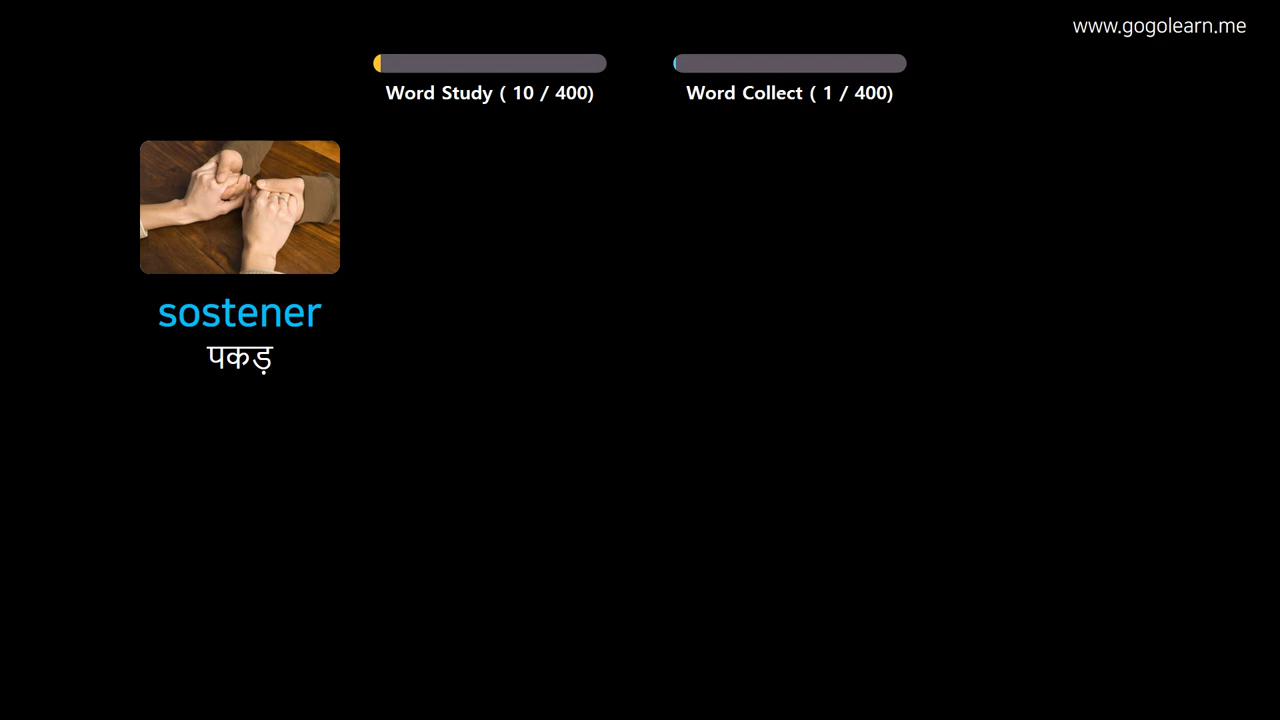 www.gogolearn.me
Word Study ( 10 / 400)
Word Collect ( 1 / 400)
sostener
पकड़